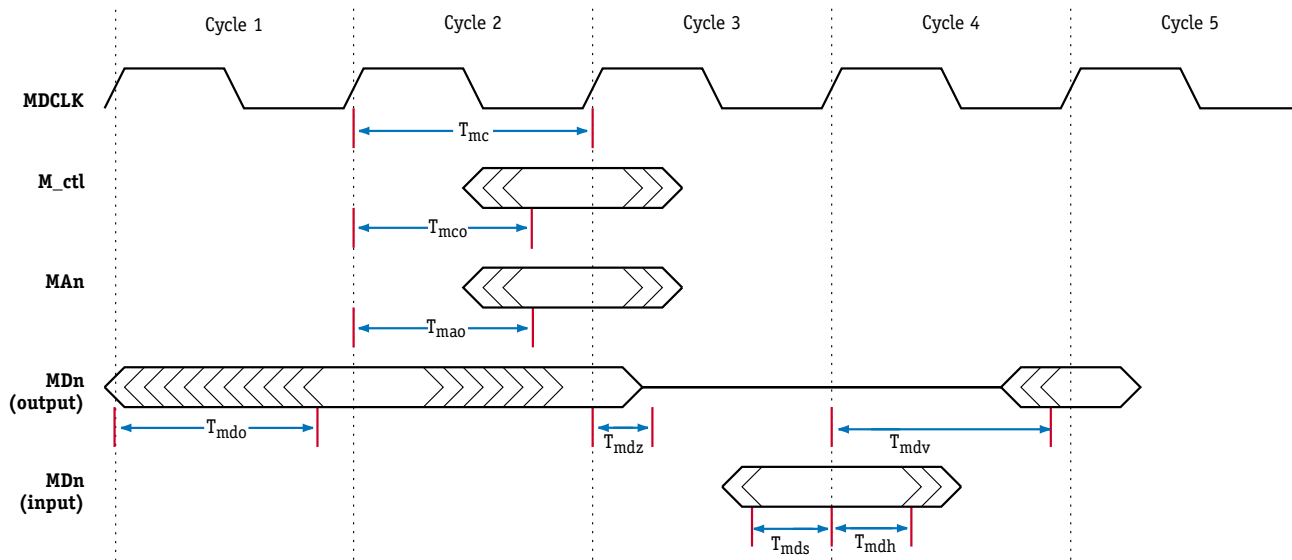 Cycle 1 Cycle 2 Cycle 3 Cycle 4 Cycle 5
MDCLK
Tmc
M_ctl
Tmco
MAn
Tmao
MDn
(output)
Tmdo Tmdz Tmdv
MDn
(input)
Tmds Tmdh